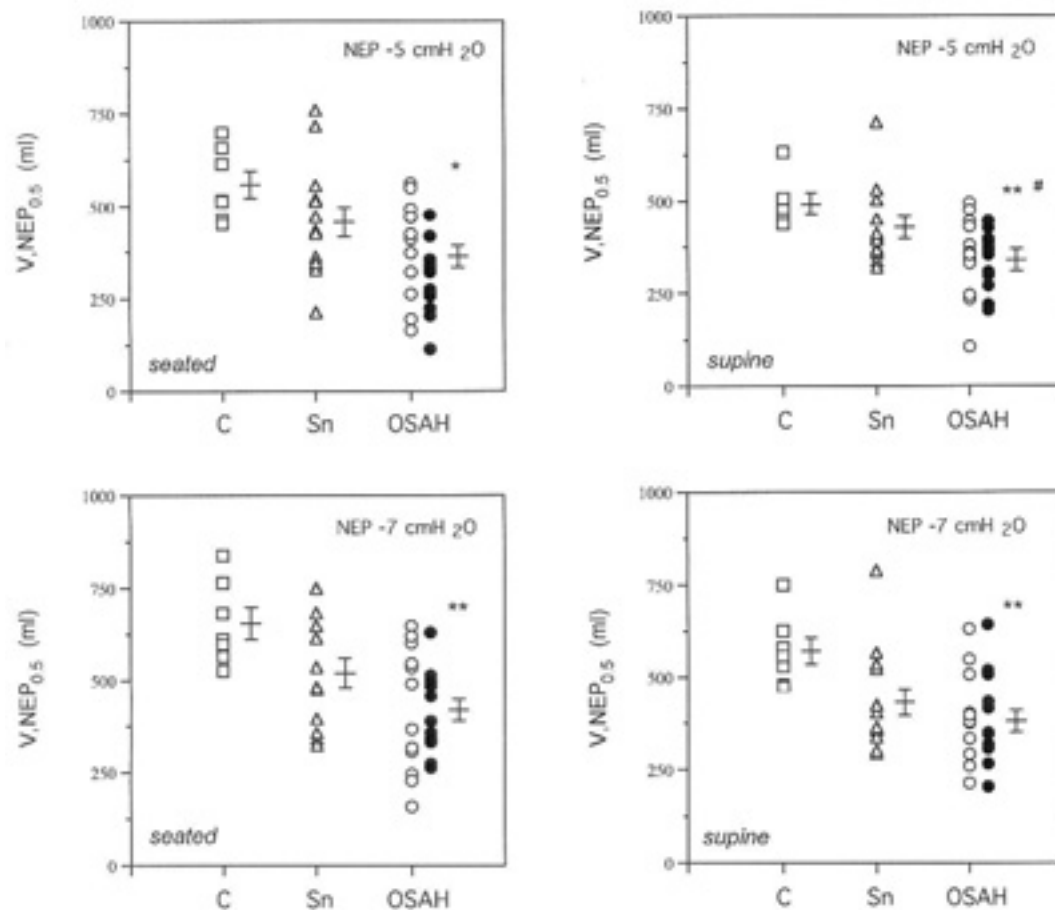 1000
NEP -5 cmH 2O
750
V,NEP0.5 (ml)
500
*
250
seated
0
C Sn OSAH
1000
NEP -5 cmH 2O
750
V,NEP0.5 (ml)
500
** #
250
supine
0
C Sn OSAH
1000
NEP -7 cmH 2O
750
V,NEP0.5 (ml)
**
500
250
seated
0
C Sn OSAH
1000
NEP -7 cmH 2O
750
V,NEP0.5 (ml)
**
500
250
supine
0
C Sn OSAH